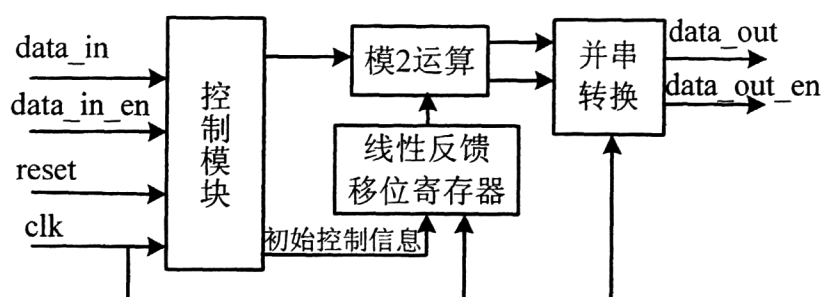 data_in
data_in_en
reset
clk
控制模块
初始控制信息
模2运算
线性反馈
移位寄存器
并串
转换
data_out
data_out_en